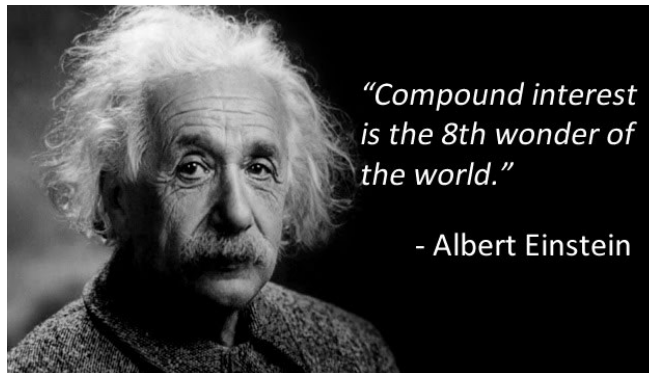 “Compound interest
is the 8th wonder of
the world.”
- Albert Einstein